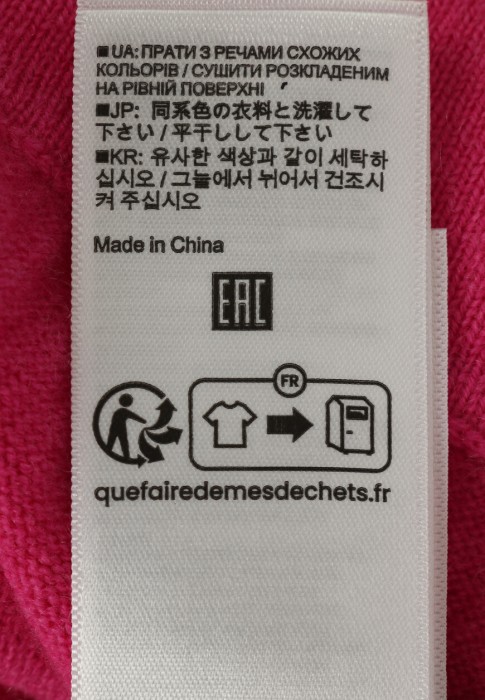 ■UA: ПРАТИ З РЕЧАМИ СХОЖИХ
КОЛЬОРІВ / СУШИТИ РОЗКЛАДЕНИМ
НА РІВНІЙ ПОВЕРХНІ
■JP: 同系色の衣料と洗濯して
下さい / 平干しして下さい
■KR: 유사한 색상과 같이 세탁하
십시오 / 그늘에서 뉘어서 건조시
켜 주십시오
Made in China
EAC
FR
quefairedemesdechets.fr